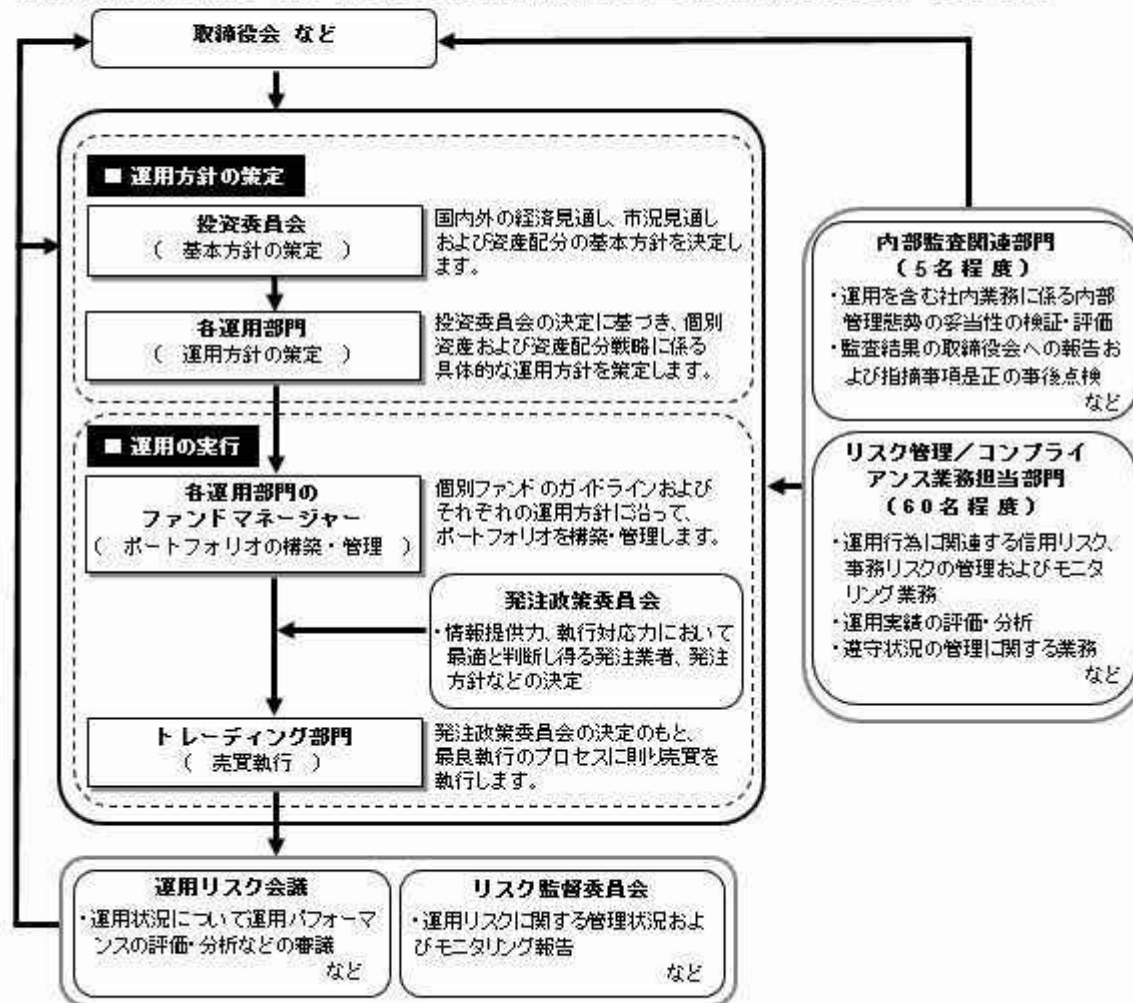 取締役会 など
■ 運用方針の策定
投資委員会
( 基本方針の策定 )
国内外の経済見通し、市況見通し
および資産配分の基本方針を決定し
ます。
各運用部門
( 運用方針の策定 )
投資委員会の決定に基づき、個別
資産および資産配分戦略に係る
具体的な運用方針を策定します。
■ 運用の実行
各運用部門の
ファンドマネージャー
( ポートフォリオの構築・管理 )
個別ファンドのガイドラインおよび
それぞれの運用方針に沿って、
ポートフォリオを構築・管理します。
発注政策委員会
・情報提供力、執行対応力において
最適と判断し得る発注業者、発注
方針などの決定
トレーディング部門
( 売買執行 )
発注政策委員会の決定のもと、
最良執行のプロセスに則り売買を
執行します。
内部監査関連部門
(5名程度)
・運用を含む社内業務に係る内部
管理態勢の妥当性の検証・評価
・監査結果の取締役会への報告お
よび指摘事項是正の事後点検
など
リスク管理/コンプライ
アンス業務担当部門
(60名程度)
・運用行為に関連する信用リスク、
事務リスクの管理およびモニタ
リング業務
・運用実績の評価・分析
・遵守状況の管理に関する業務
など
運用リスク会議
・運用状況について運用パフォーマ
ンスの評価・分析などの審議
など
リスク監督委員会
・運用リスクに関する管理状況およ
びモニタリング報告
など